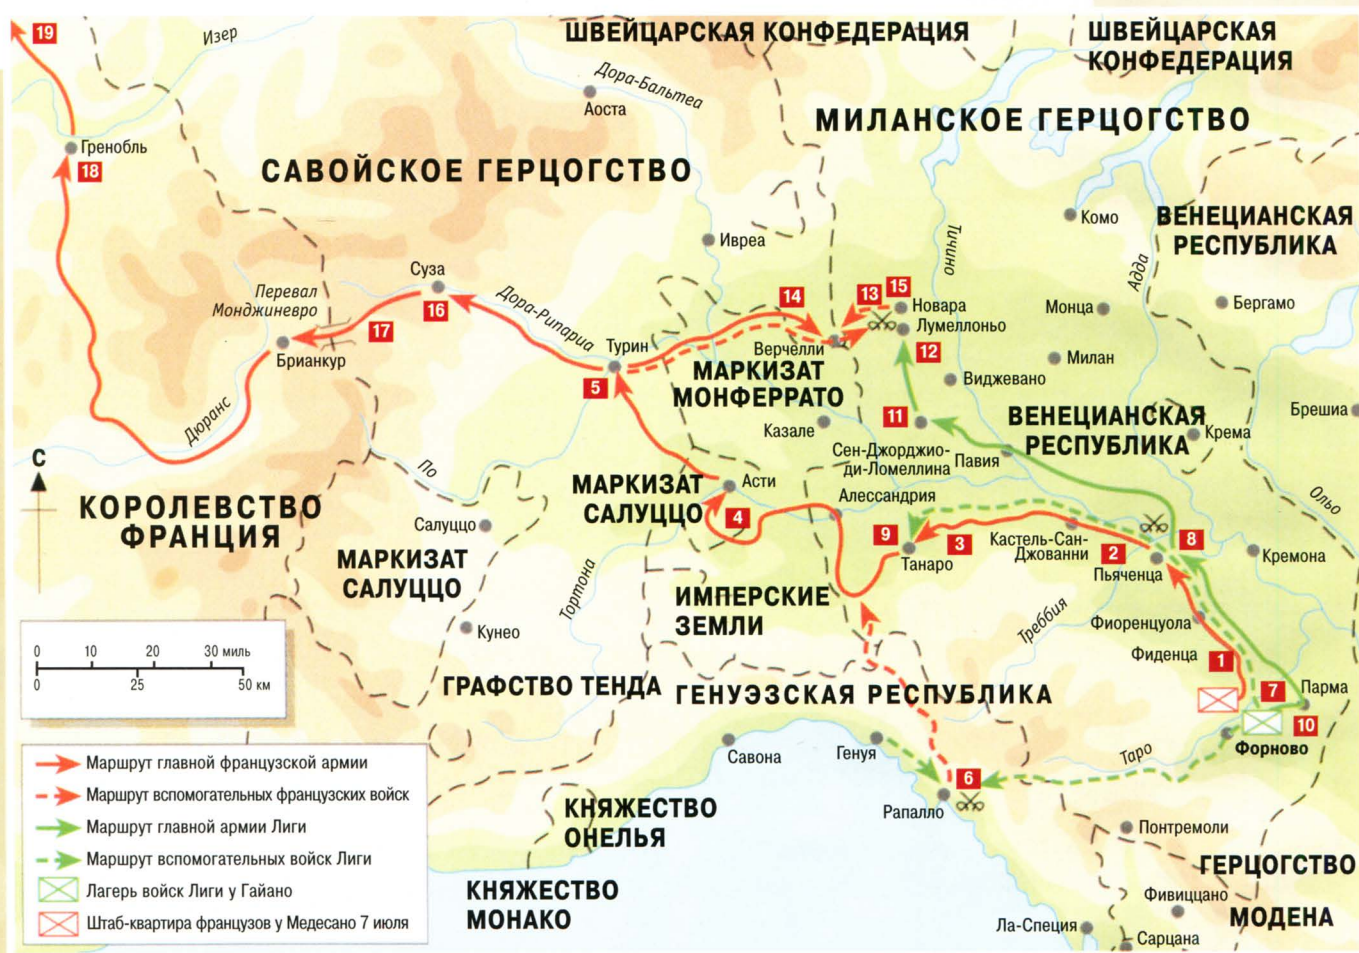 19
Изер
ШВЕЙЦАРСКАЯ КОНФЕДЕРАЦИЯ
ШВЕЙЦАРСКАЯ
КОНФЕДЕРАЦИЯ
Дора-Бальтеа
Аоста
МИЛАНСКОЕ ГЕРЦОГСТВО
Гренобль
18
САВОЙСКОЕ ГЕРЦОГСТВО
Комо
ВЕНЕЦИАНСКАЯ
РЕСПУБЛИКА
Ивреа
Тичино
Адда
Суза
16
Перевал
Монджиневро
17
Брианкур
Дора-Рипариа
14
13
15
Новара
Лумеллоньо
12
Монца
Бергамо
Турин
5
Верчелли
МАРКИЗАТ
МОНФЕРРАТО
Милан
Виджевано
Дюранс
Казале
11
ВЕНЕЦИАНСКАЯ
РЕСПУБЛИКА
Крема
Брешиа
Сен-Джорджио-
ди-Ломеллина
Павия
С
По
КОРОЛЕВСТВО
ФРАНЦИЯ
МАРКИЗАТ
САЛУЦЦО
Асти
4
Алессандрия
Ольо
Салуццо
МАРКИЗАТ
САЛУЦЦО
9
3
Танаро
Кастель-Сан-
Джованни
2
8
Пьяченца
Кремона
Тортона
ИМПЕРСКИЕ
ЗЕМЛИ
Треббия
Фиоренцуола
Кунео
Фиденца
1
0 10 20 30 миль
0 25 50 км
ГРАФСТВО ТЕНДА
ГЕНУЭЗСКАЯ РЕСПУБЛИКА
7
Парма
10
Савона
Генуя
Таро
Форново
6
Рапалло
КНЯЖЕСТВО
ОНЕЛЬЯ
Понтремоли
ГЕРЦОГСТВО
МОДЕНА
КНЯЖЕСТВО
МОНАКО
Фивиццано
Ла-Специя
Сарцана
Маршрут главной французской армии
Маршрут вспомогательных французских войск
Маршрут главной армии Лиги
Маршрут вспомогательных войск Лиги
Лагерь войск Лиги у Гайано
Штаб-квартира французов у Медесано 7 июля